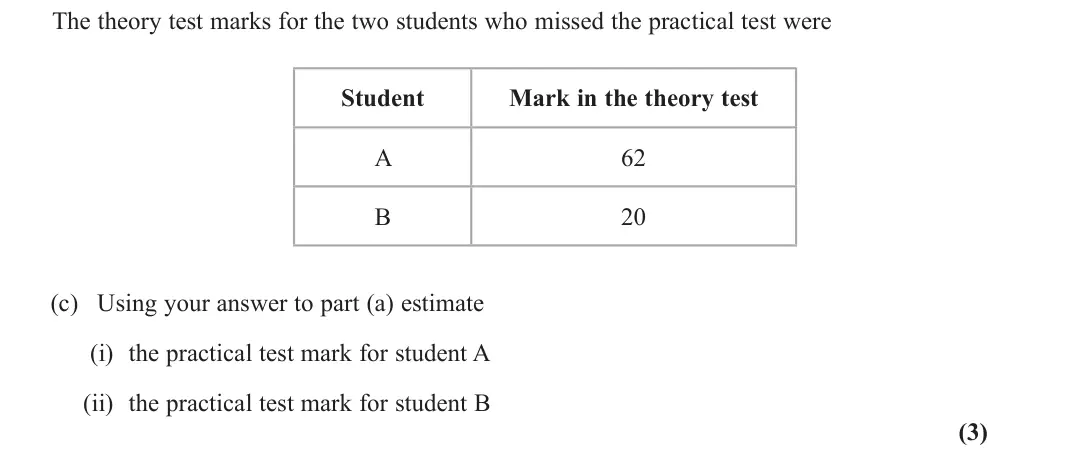 The theory test marks for the two students who missed the practical test were
Student Mark in the theory test
A 62
B 20
(c) Using your answer to part (a) estimate
(i) the practical test mark for student A
(ii) the practical test mark for student B
(3)